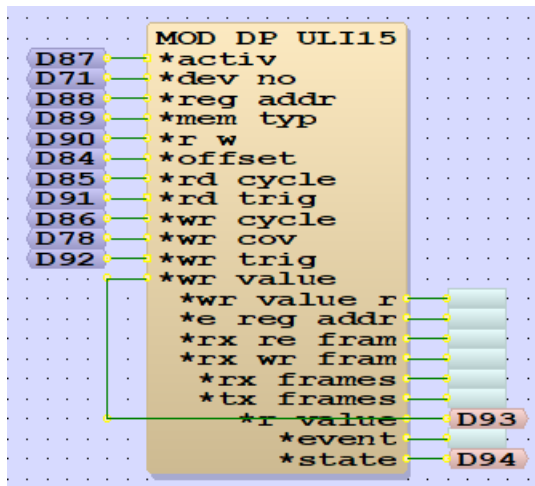 MOD DP ULI15
D87 *activ
D71 *dev no
D88 *reg addr
D89 *mem typ
D90 *r w
D84 *offset
D85 *rd cycle
D91 *rd trig
D86 *wr cycle
D78 *wr cov
D92 *wr trig
*wr value
*wr value r
*e reg addr
*rx re fram
*rx wr fram
*rx frames
*tx frames
*r value D93
*event
*state D94